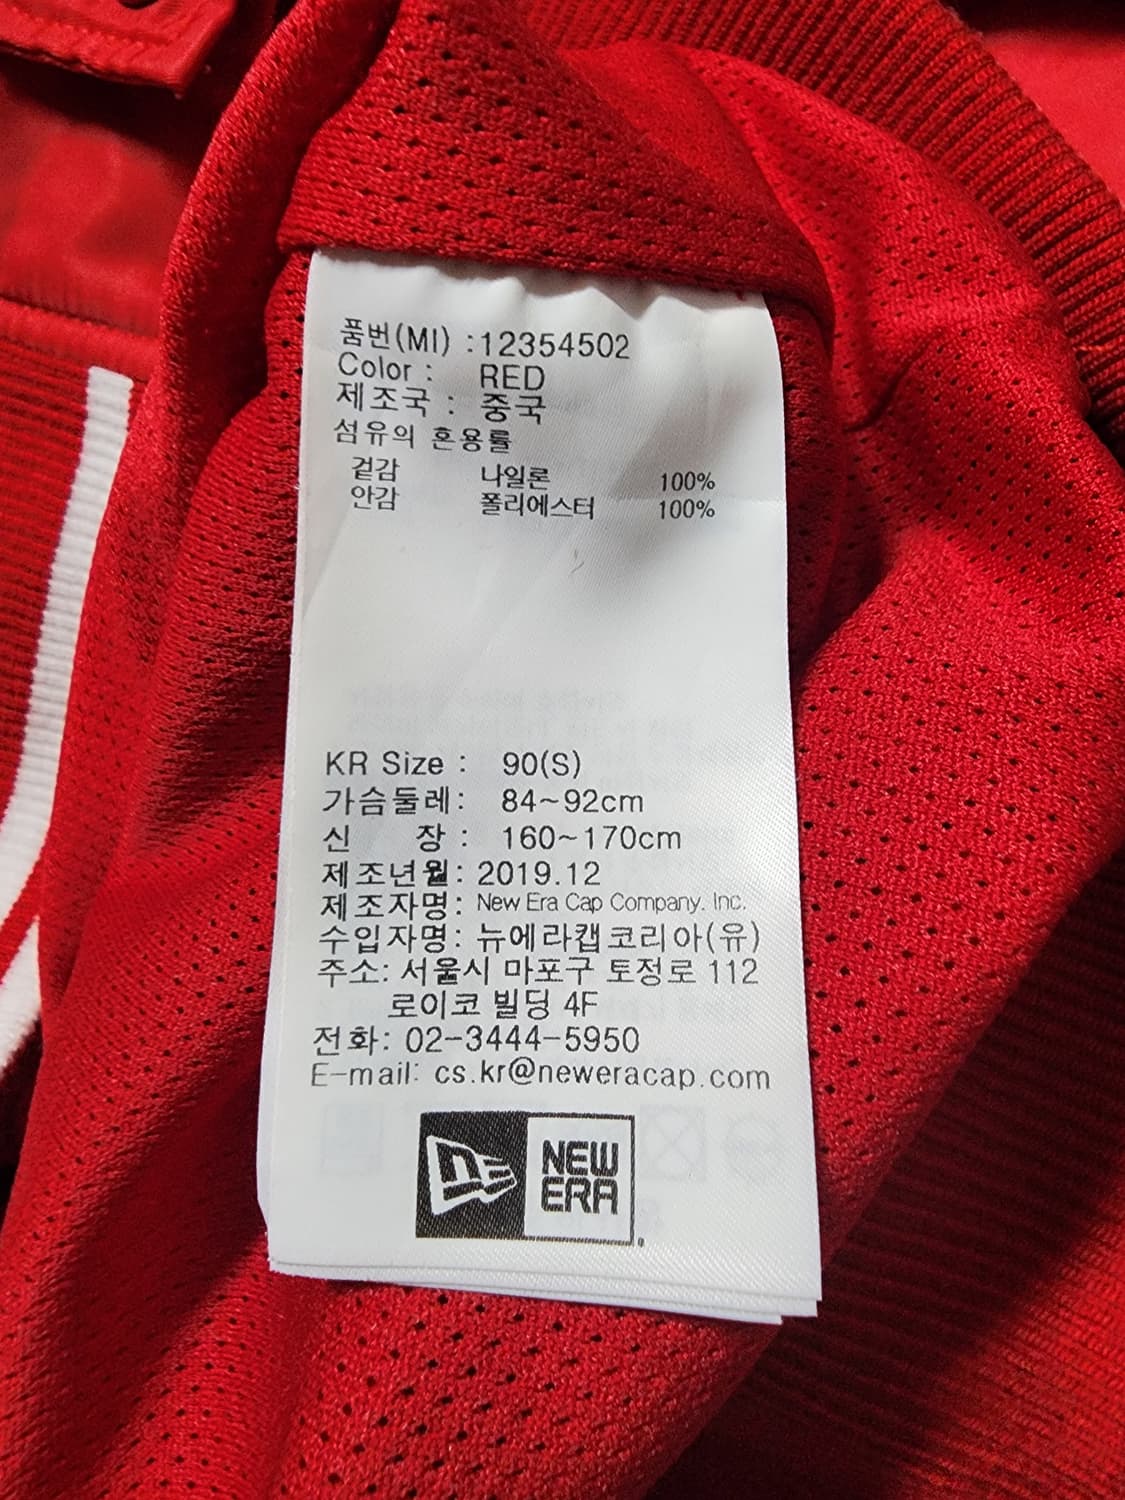 품번(MI) :12354502
Color : RED
제조국 : 중국
섬유의 혼용률
겉감 나일론 100%
안감 폴리에스터 100%
KR Size : 90(S)
가슴둘레: 84~92cm
신 장 : 160~170cm
제조년월: 2019.12
제조자명: New Era Cap Company. Inc.
수입자명: 뉴에라캡코리아(유)
주소: 서울시 마포구 토정로 112
로이코 빌딩 4F
전화: 02-3444-5950
E-mail: cs.kr@neweracap.com
NEW
ERA